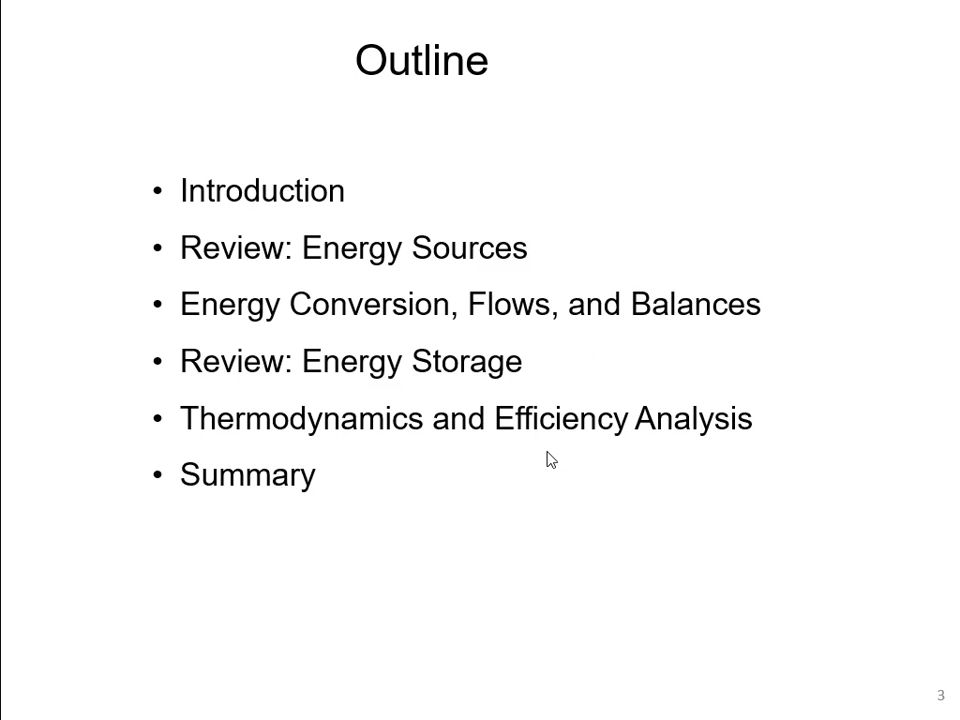 Outline
• Introduction
• Review: Energy Sources
• Energy Conversion, Flows, and Balances
• Review: Energy Storage
• Thermodynamics and Efficiency Analysis
• Summary
3